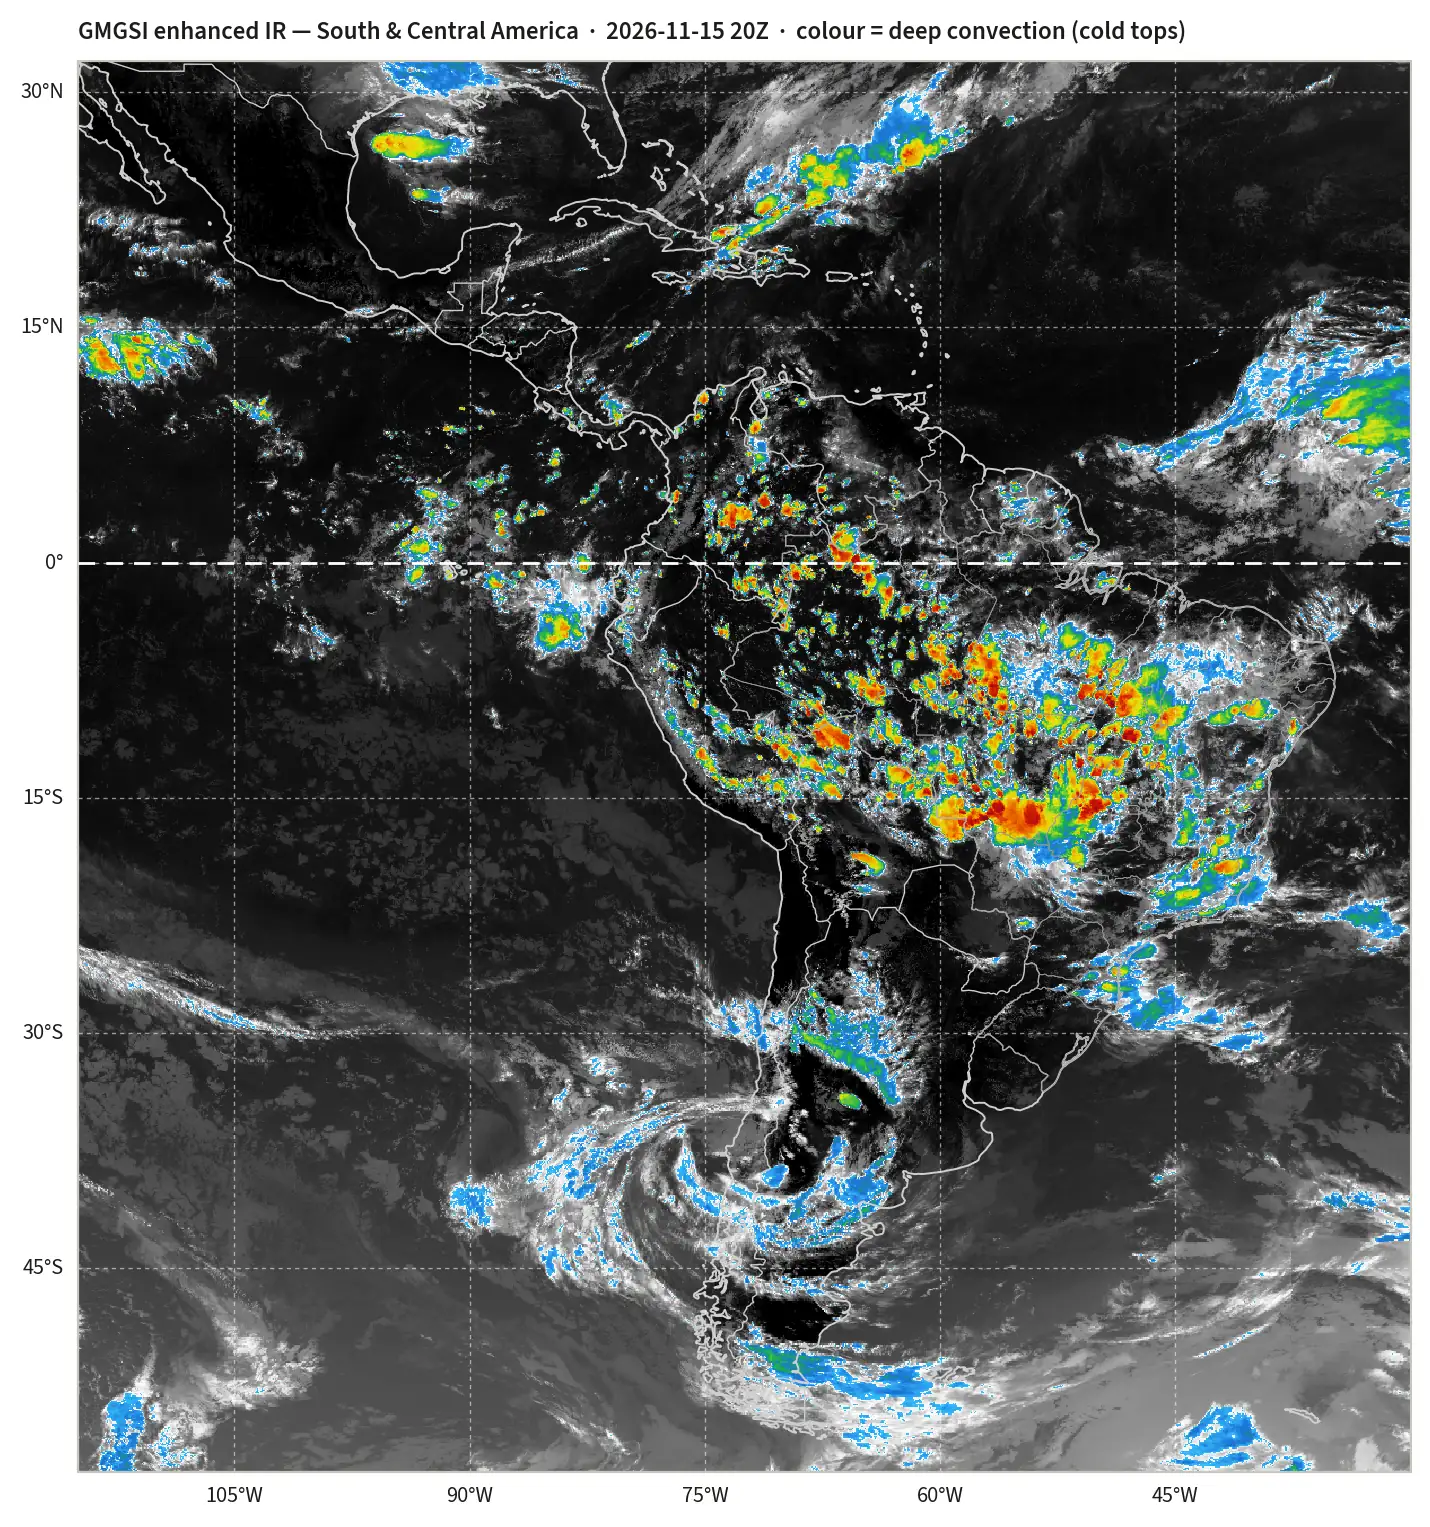 GMGSI enhanced IR — South & Central America · 2026-11-15 20Z · colour = deep convection (cold tops)
30°N
15°N
0°
15°S
30°S
45°S
105°W
90°W
75°W
60°W
45°W